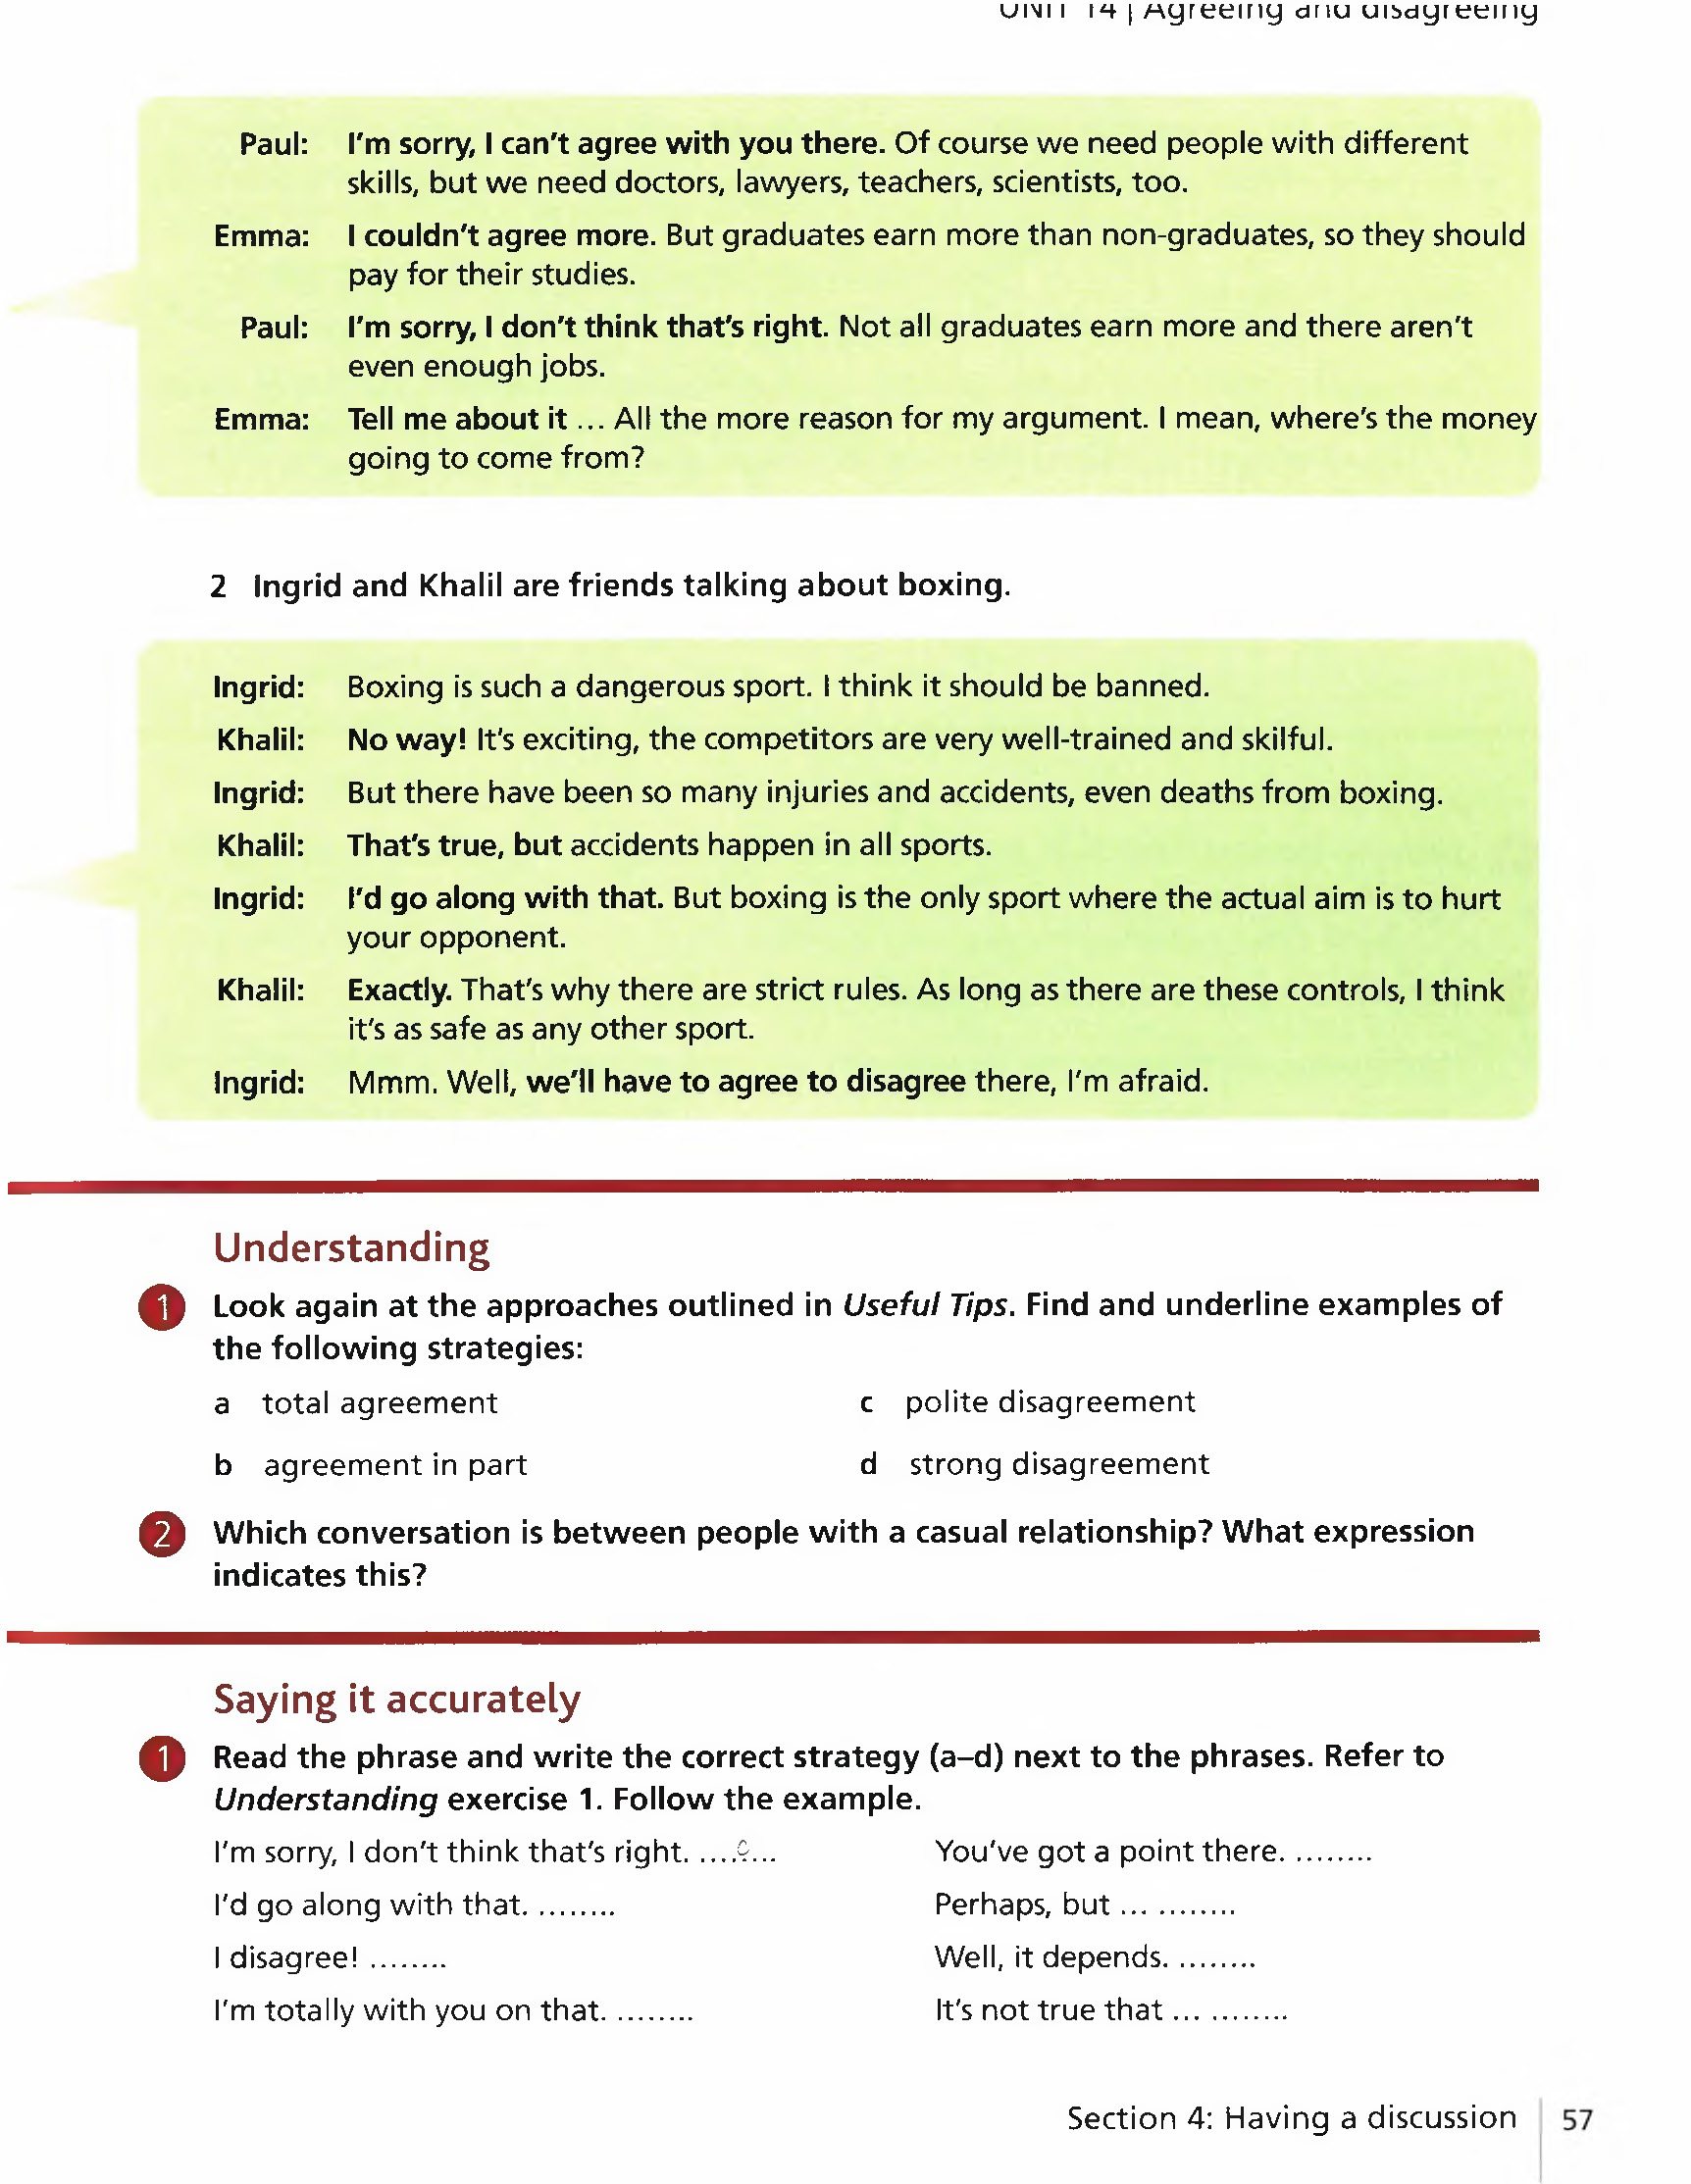 UNIT 14 | Agreeing and disagreeing
Paul: I'm sorry, I can't agree with you there. Of course we need people with different
skills, but we need doctors, lawyers, teachers, scientists, too.
Emma: I couldn't agree more. But graduates earn more than non-graduates, so they should
pay for their studies.
Paul: I'm sorry, I don't think that's right. Not all graduates earn more and there aren't
even enough jobs.
Emma: Tell me about it ... All the more reason for my argument. I mean, where's the money
going to come from?
2 Ingrid and Khalil are friends talking about boxing.
Ingrid: Boxing is such a dangerous sport. I think it should be banned.
Khalil: No way! It's exciting, the competitors are very well-trained and skilful.
Ingrid: But there have been so many injuries and accidents, even deaths from boxing.
Khalil: That's true, but accidents happen in all sports.
Ingrid: I'd go along with that. But boxing is the only sport where the actual aim is to hurt
your opponent.
Khalil: Exactly. That's why there are strict rules. As long as there are these controls, I think
it's as safe as any other sport.
Ingrid: Mmm. Well, we'll have to agree to disagree there, I'm afraid.
Understanding
1 Look again at the approaches outlined in Useful Tips. Find and underline examples of
the following strategies:
a total agreement c polite disagreement
b agreement in part d strong disagreement
2 Which conversation is between people with a casual relationship? What expression
indicates this?
Saying it accurately
1 Read the phrase and write the correct strategy (a–d) next to the phrases. Refer to
Understanding exercise 1. Follow the example.
I'm sorry, I don't think that's right. ....c... You've got a point there. ........
I'd go along with that. ........ Perhaps, but ... ........
I disagree! ........ Well, it depends. ........
I'm totally with you on that. ........ It's not true that ... ........
Section 4: Having a discussion 57